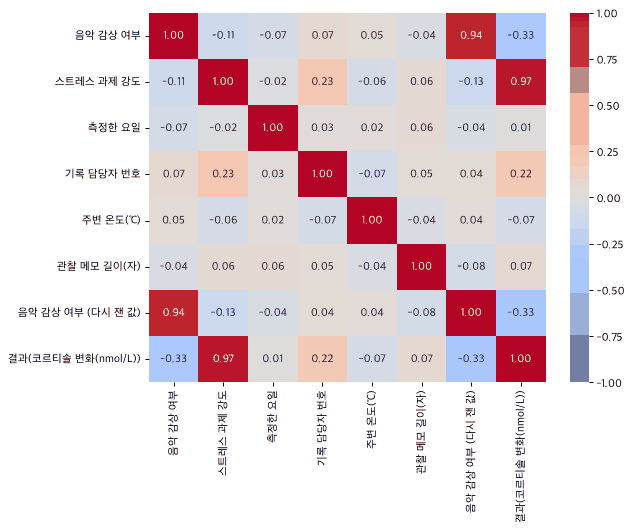 음악 감상 여부 1.00 -0.11 -0.07 0.07 0.05 -0.04 0.94 -0.33
스트레스 과제 강도 -0.11 1.00 -0.02 0.23 -0.06 0.06 -0.13 0.97
측정한 요일 -0.07 -0.02 1.00 0.03 0.02 0.06 -0.04 0.01
기록 담당자 번호 0.07 0.23 0.03 1.00 -0.07 0.05 0.04 0.22
주변 온도(℃) 0.05 -0.06 0.02 -0.07 1.00 -0.04 0.04 -0.07
관찰 메모 길이(자) -0.04 0.06 0.06 0.05 -0.04 1.00 -0.08 0.07
음악 감상 여부 (다시 잰 값) 0.94 -0.13 -0.04 0.04 0.04 -0.08 1.00 -0.33
결과(코르티솔 변화(nmol/L)) -0.33 0.97 0.01 0.22 -0.07 0.07 -0.33 1.00
음악 감상 여부
스트레스 과제 강도
측정한 요일
기록 담당자 번호
주변 온도(℃)
관찰 메모 길이(자)
음악 감상 여부 (다시 잰 값)
결과(코르티솔 변화(nmol/L))
1.00
0.75
0.50
0.25
0.00
-0.25
-0.50
-0.75
-1.00